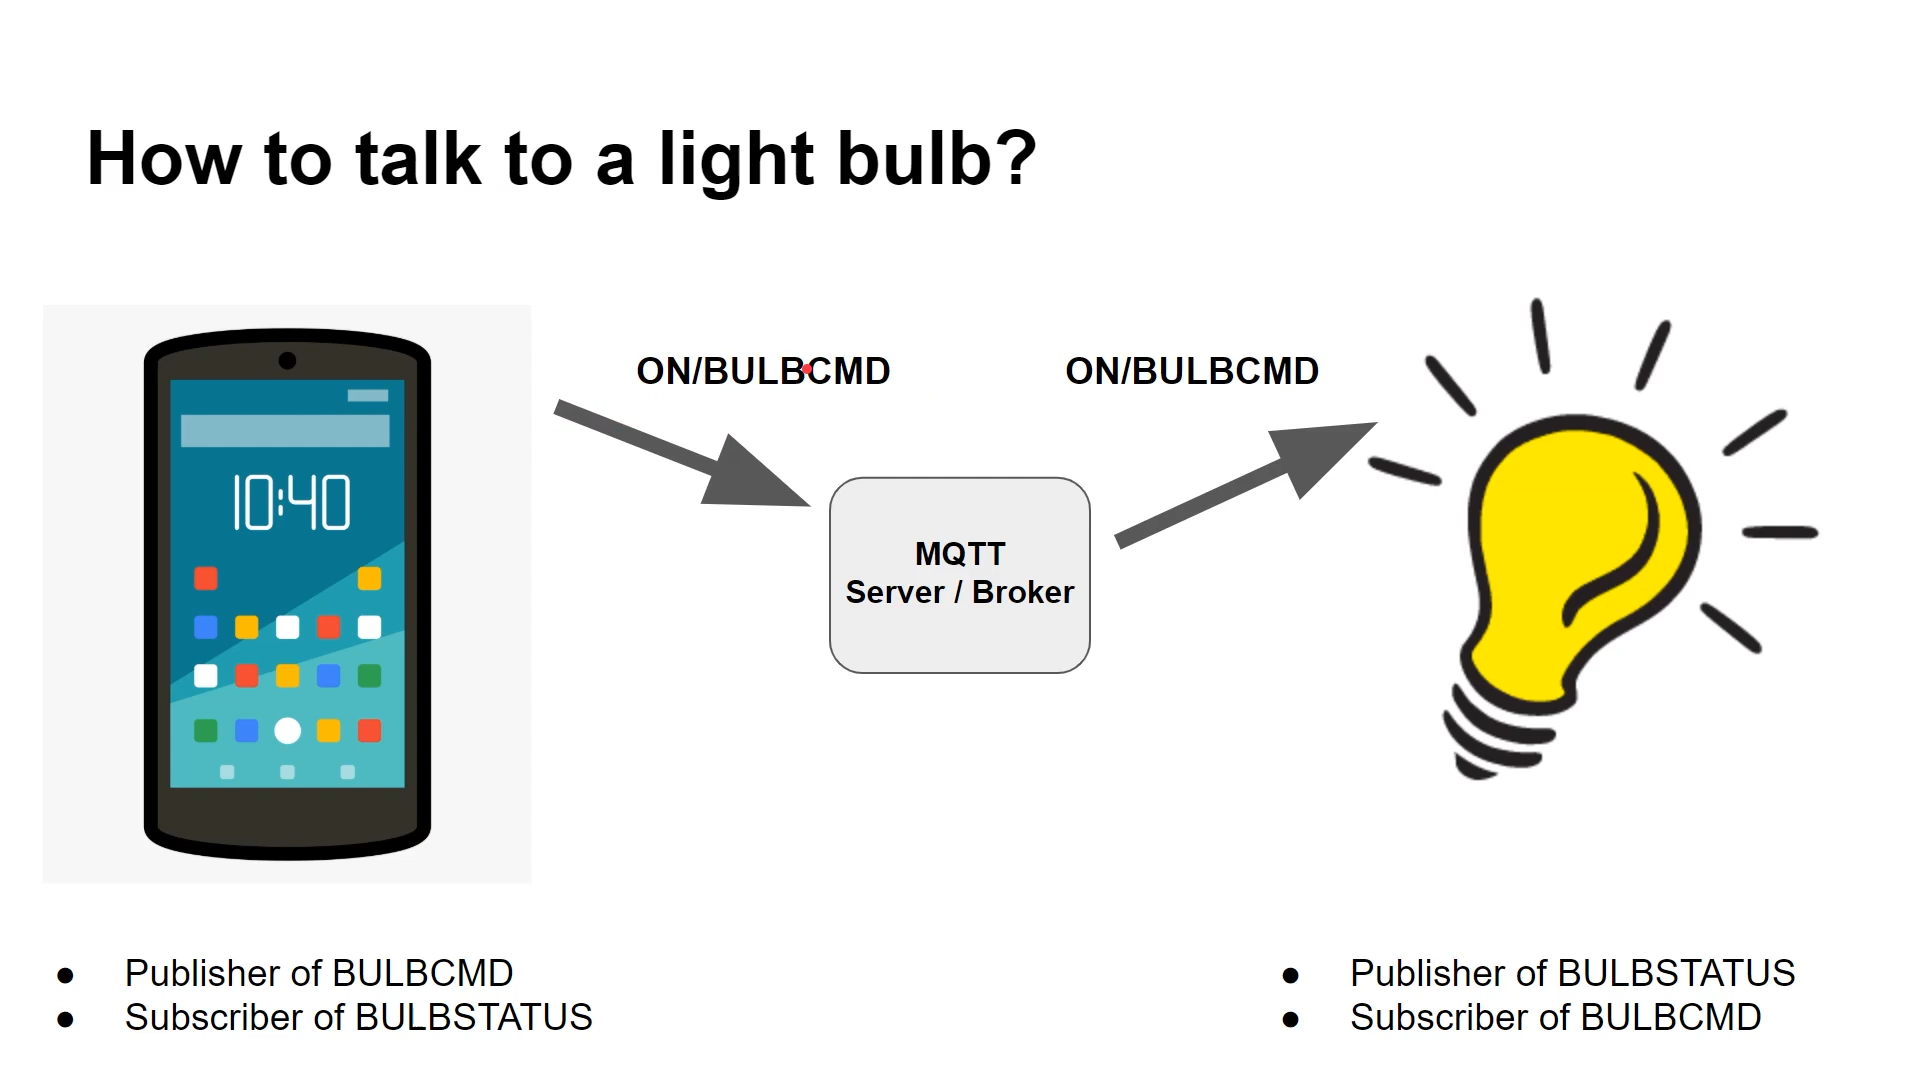 How to talk to a light bulb?
ON/BULBCMD
ON/BULBCMD
10:40
MQTT
Server / Broker
● Publisher of BULBCMD
● Subscriber of BULBSTATUS
● Publisher of BULBSTATUS
● Subscriber of BULBCMD